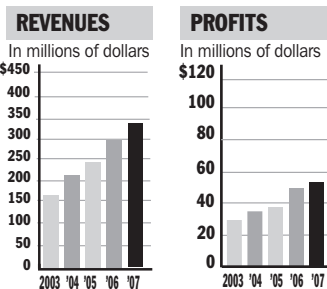 REVENUES
In millions of dollars
$450
400
350
300
250
200
150
100
50
0
2003 '04 '05 '06 '07
PROFITS
In millions of dollars
$120
100
80
60
40
20
0
2003 '04 '05 '06 '07